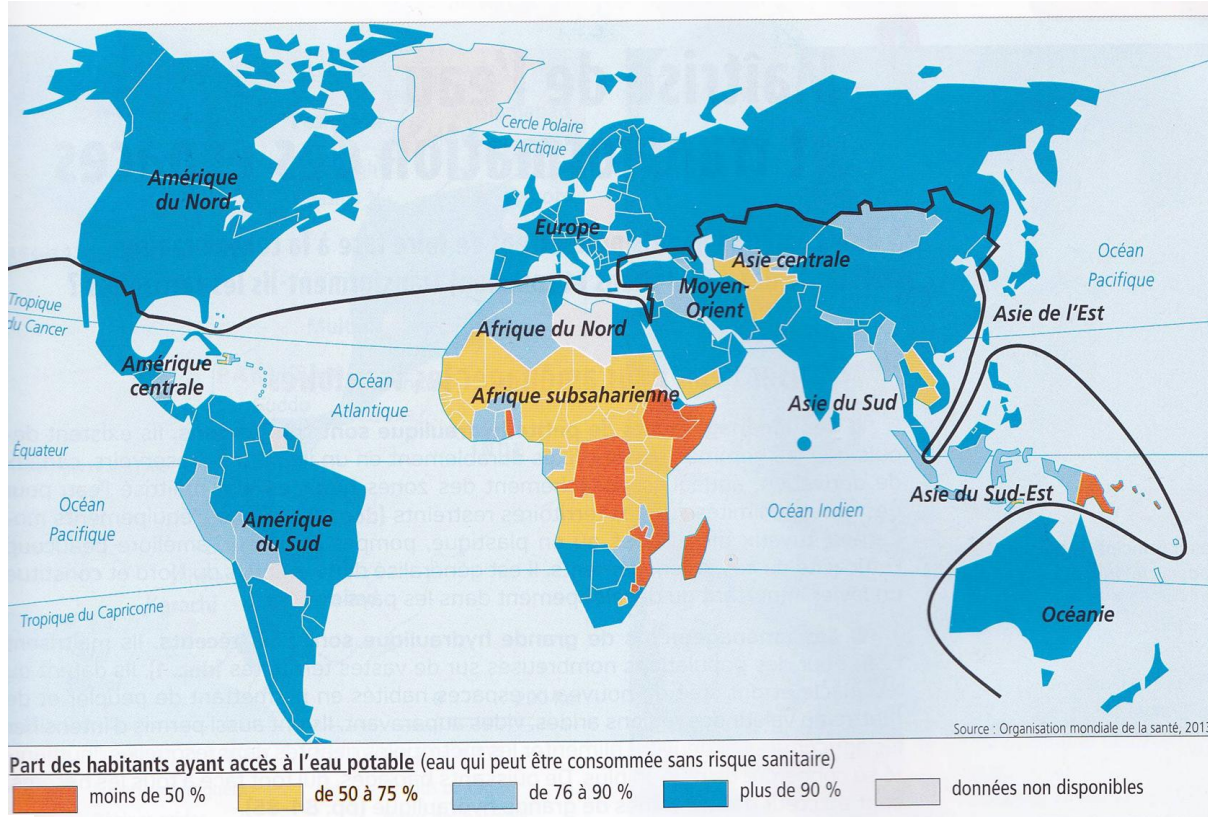 Cercle Polaire
Arctique
Amérique
du Nord
Europe
Asie centrale
Océan
Pacifique
Moyen-
Orient
Tropique
du Cancer
Asie de l'Est
Afrique du Nord
Amérique
centrale
Océan
Atlantique
Afrique subsaharienne
Asie du Sud
Équateur
Océan
Pacifique
Asie du Sud-Est
Océan Indien
Amérique
du Sud
Tropique du Capricorne
Océanie
Source : Organisation mondiale de la santé, 2013
Part des habitants ayant accès à l'eau potable (eau qui peut être consommée sans risque sanitaire)
moins de 50 %
de 50 à 75 %
de 76 à 90 %
plus de 90 %
données non disponibles